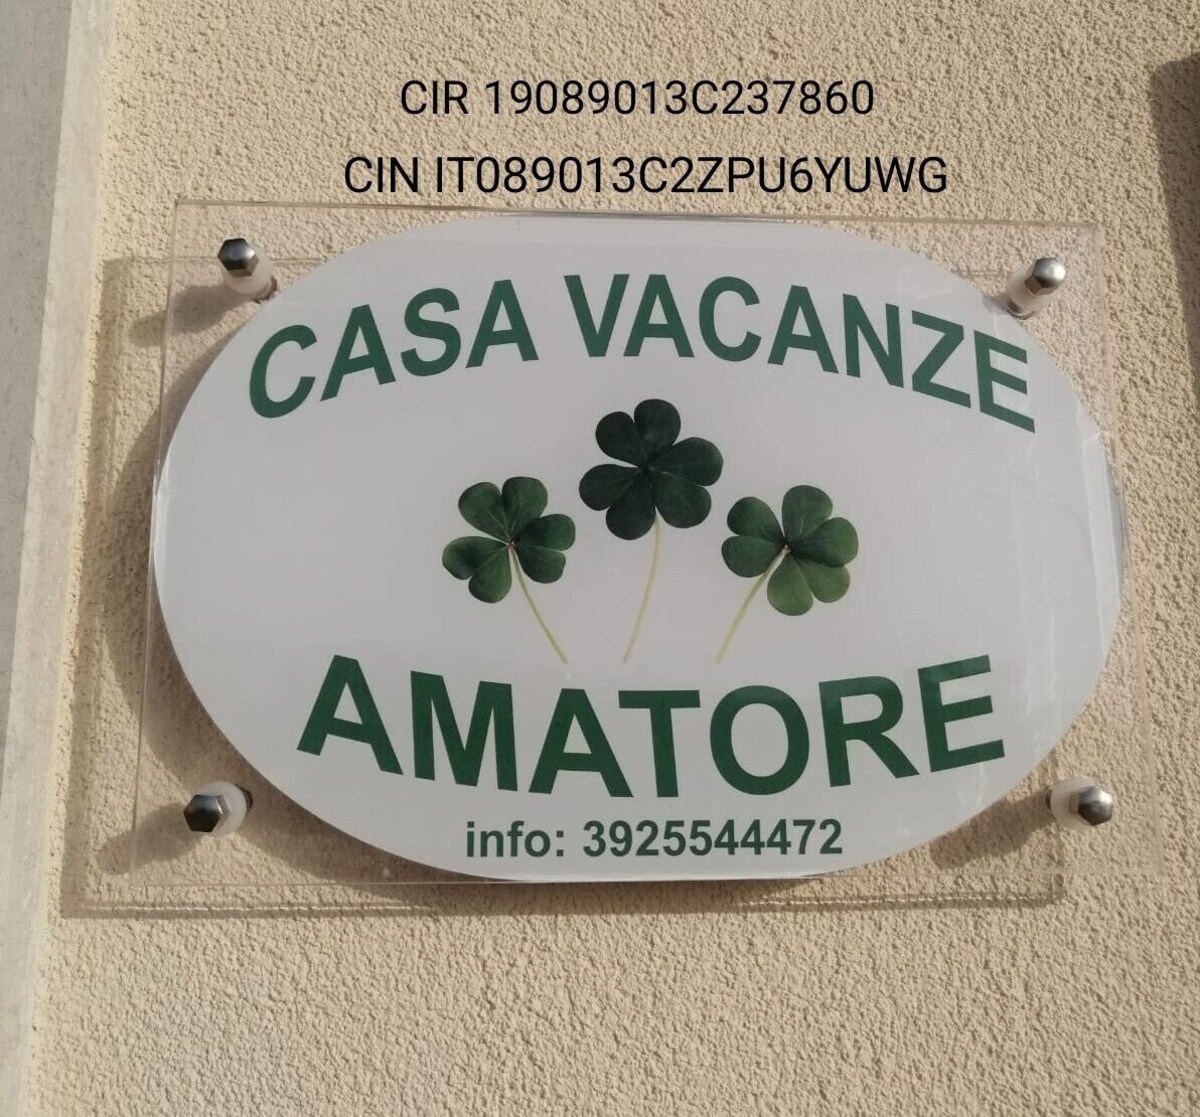 CIR 19089013C237860
CIN IT089013C2ZPU6YUWG
CASA VACANZE
AMATORE
info: 3925544472